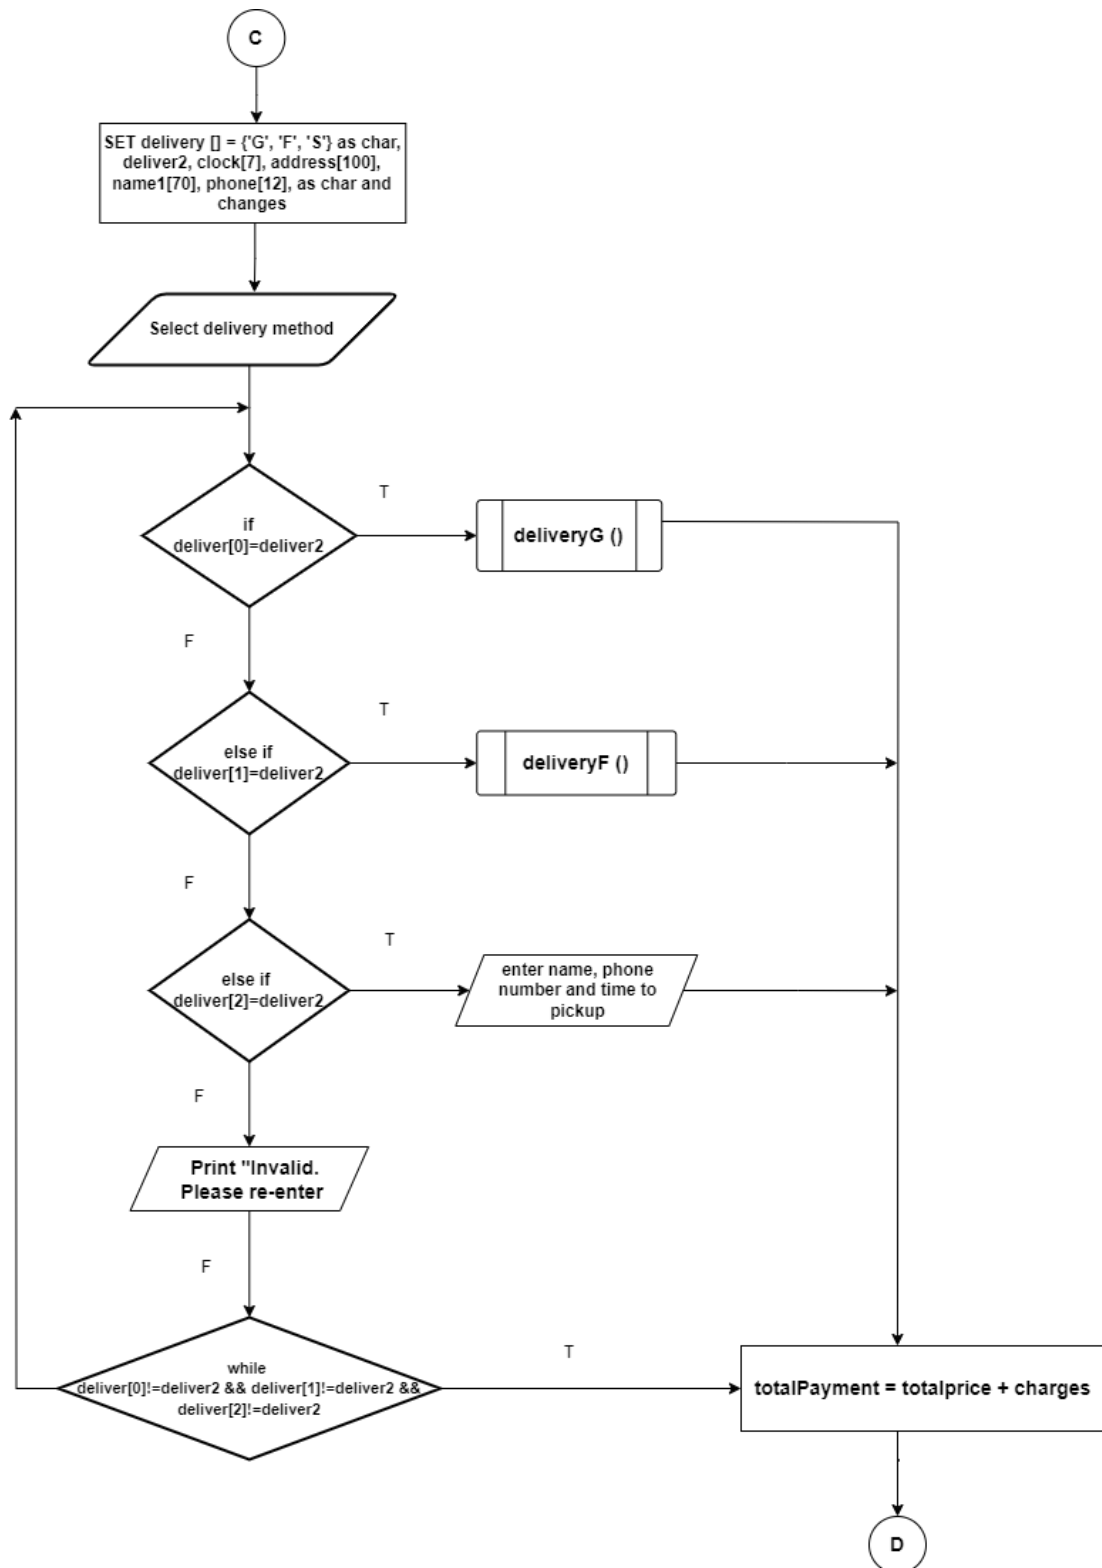 C
SET delivery [] = {'G', 'F', 'S'} as char,
deliver2, clock[7], address[100],
name1[70], phone[12], as char and
changes
Select delivery method
if
deliver[0]=deliver2
T
deliveryG ()
F
else if
deliver[1]=deliver2
T
deliveryF ()
F
else if
deliver[2]=deliver2
T
enter name, phone
number and time to
pickup
F
Print "Invalid.
Please re-enter
F
while
deliver[0]!=deliver2 && deliver[1]!=deliver2 &&
deliver[2]!=deliver2
T
totalPayment = totalprice + charges
D